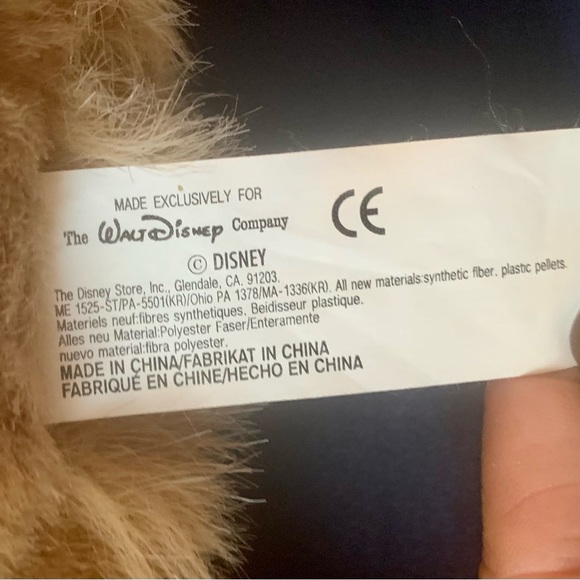 MADE EXCLUSIVELY FOR
The WALT DISNEY Company
CE
© DISNEY
The Disney Store, Inc., Glendale, CA. 91203.
ME 1525-ST/PA-5501(KR)/Ohio PA 1378/MA-1336(KR). All new materials:synthetic fiber. plastic pellets.
Materiels neuf:fibres synthetiques. Beidisseur plastique.
Alles neu Material:Polyester Faser/Enteramente
nuevo material:fibra polyester.
MADE IN CHINA/FABRIKAT IN CHINA
FABRIQUÉ EN CHINE/HECHO EN CHINA